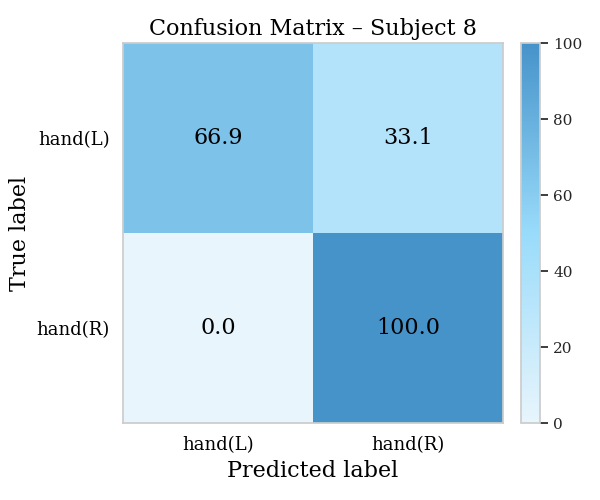 Confusion Matrix – Subject 8
True label
hand(L)
66.9
33.1
hand(R)
0.0
100.0
hand(L)
hand(R)
Predicted label
100
80
60
40
20
0